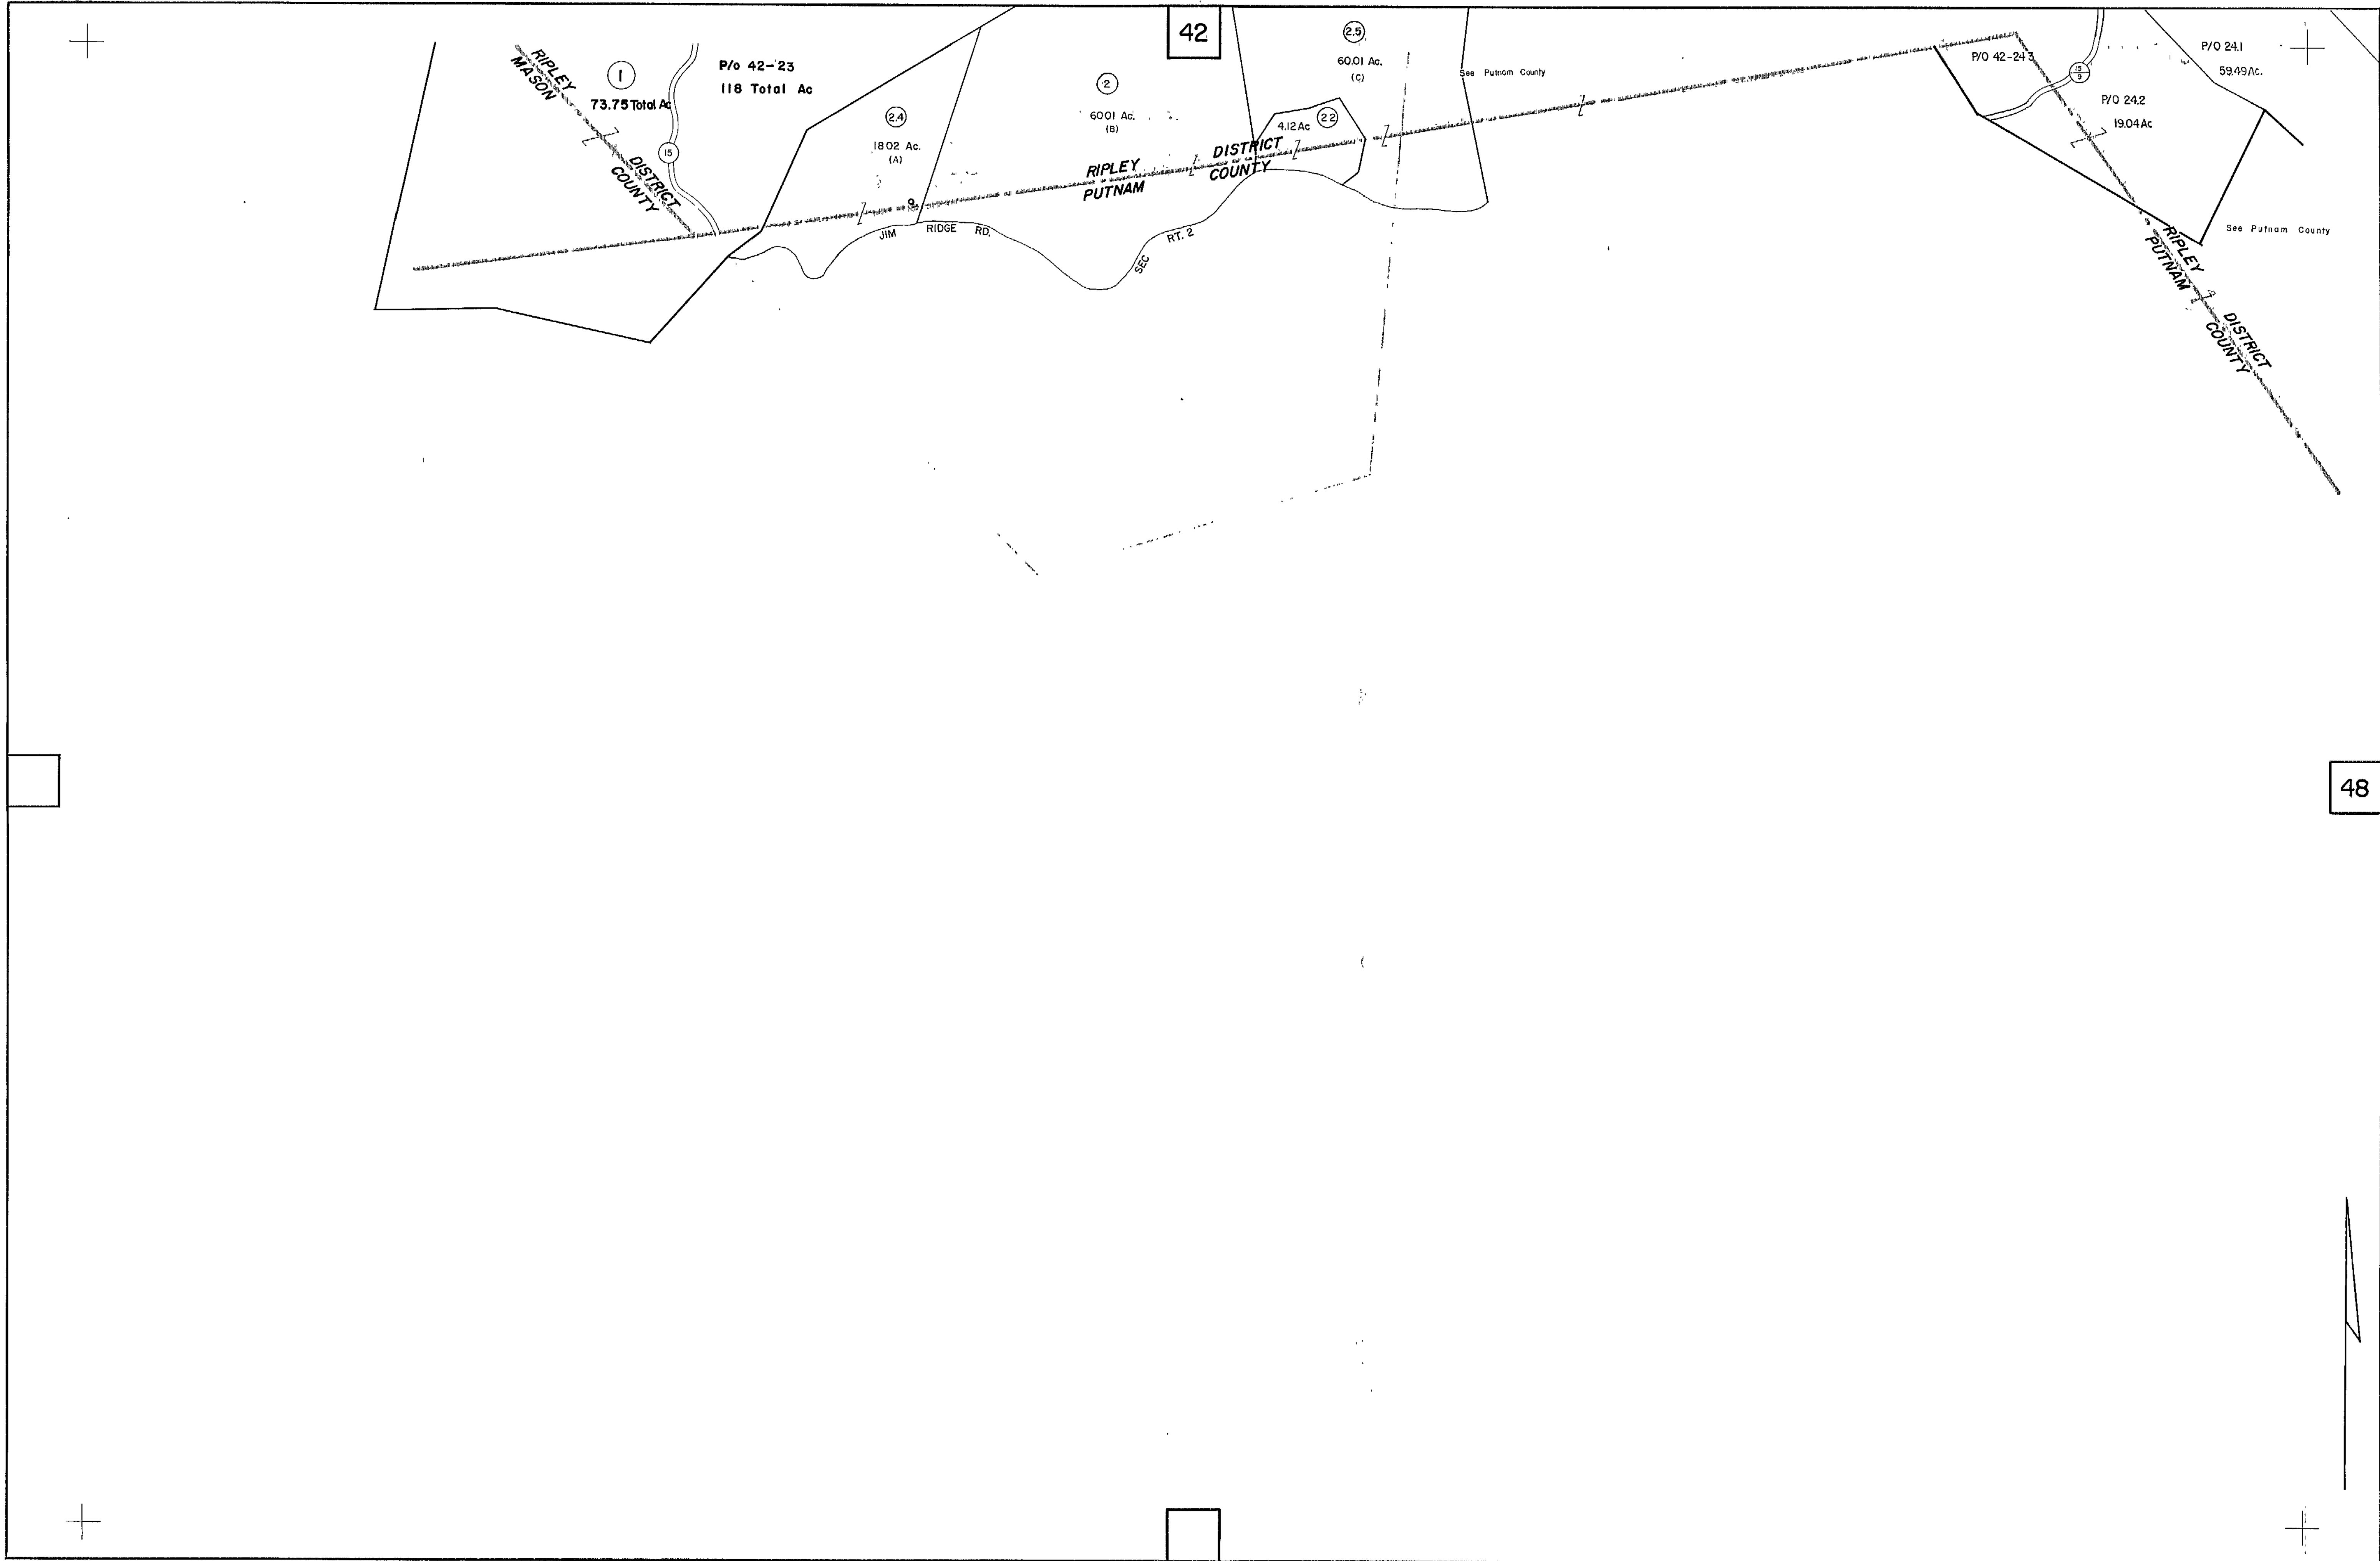 42
RIPLEY
MASON
DISTRICT
COUNTY
1
73.75 Total Ac
P/o 42-23
118 Total Ac
15
2.4
18 02 Ac.
(A)
2
60 01 Ac.
(B)
2.5
60.01 Ac.
(C)
4.12 Ac
2 2
See Putnam County
RIPLEY
PUTNAM
DISTRICT
COUNTY
JIM RIDGE RD.
SEC RT. 2
P/O 42-24 3
15
9
P/O 24.1
59.49 Ac.
P/O 24.2
19.04 Ac
See Putnam County
RIPLEY
PUTNAM
DISTRICT
COUNTY
48